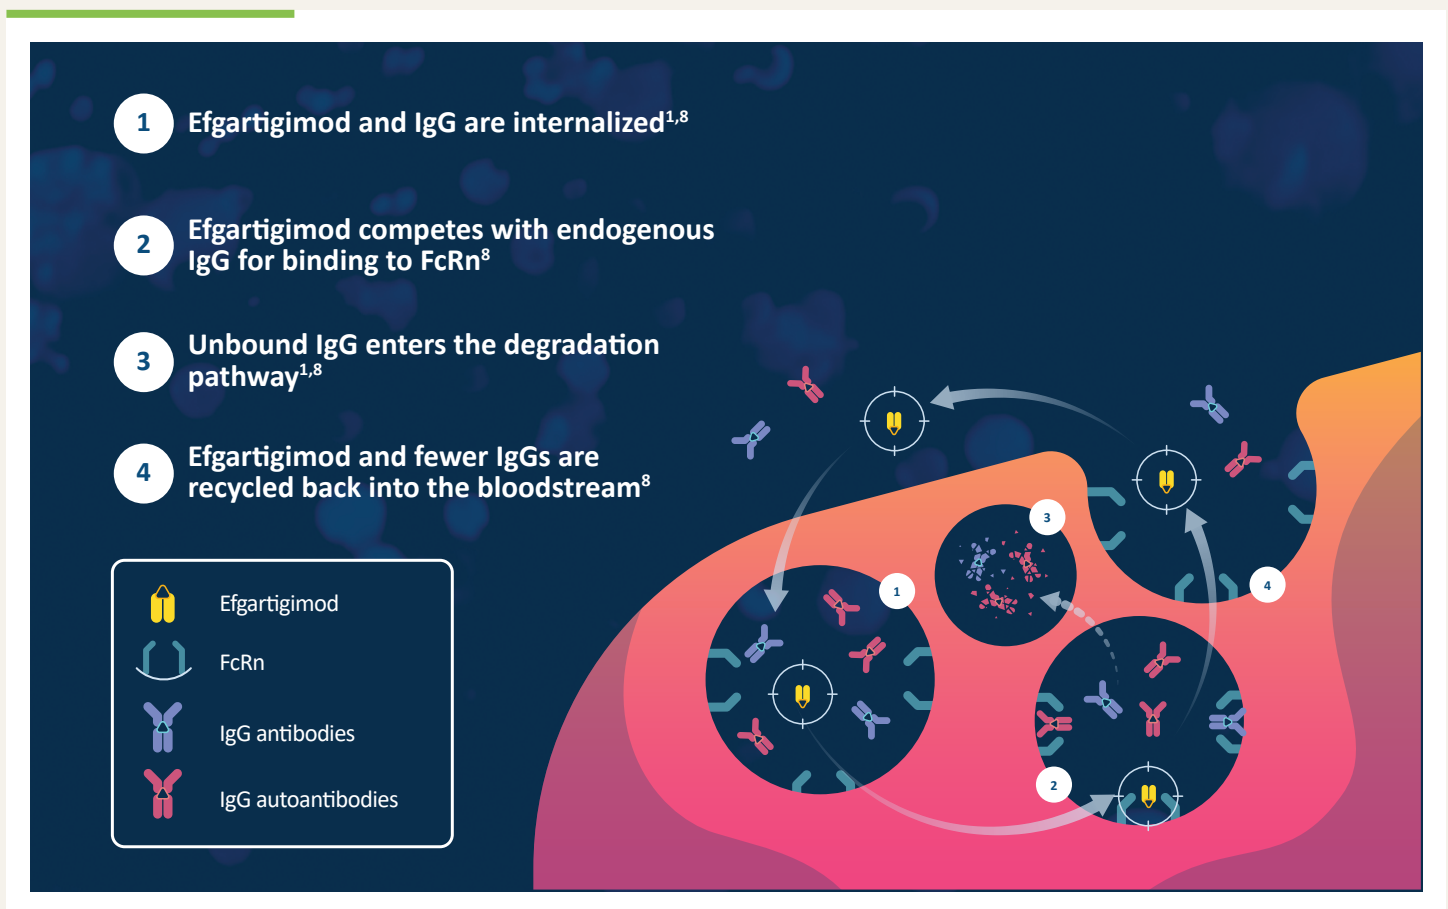 1
Efgartigimod and IgG are internalized1,8
2
Efgartigimod competes with endogenous
IgG for binding to FcRn8
3
Unbound IgG enters the degradation
pathway1,8
4
Efgartigimod and fewer IgGs are
recycled back into the bloodstream8
Efgartigimod
FcRn
IgG antibodies
IgG autoantibodies
3
1
4
2